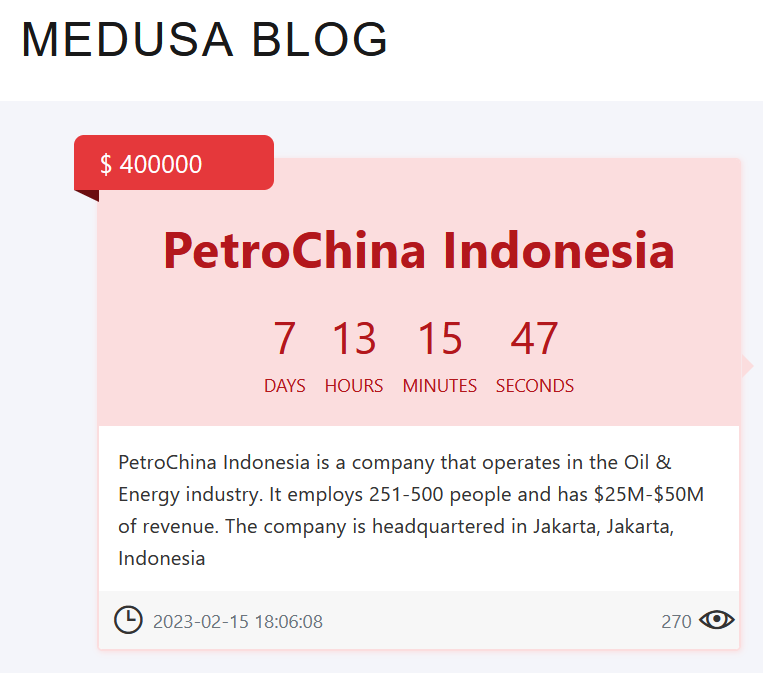 MEDUSA BLOG
$ 400000
PetroChina Indonesia
7 13 15 47
DAYS HOURS MINUTES SECONDS
PetroChina Indonesia is a company that operates in the Oil &
Energy industry. It employs 251-500 people and has $25M-$50M
of revenue. The company is headquartered in Jakarta, Jakarta,
Indonesia
2023-02-15 18:06:08 270